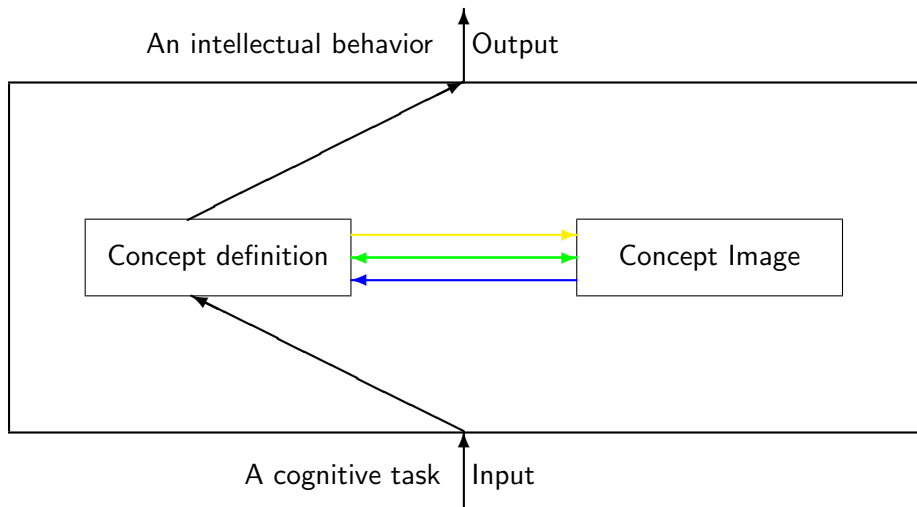 An intellectual behavior Output
Concept definition
Concept Image
A cognitive task Input